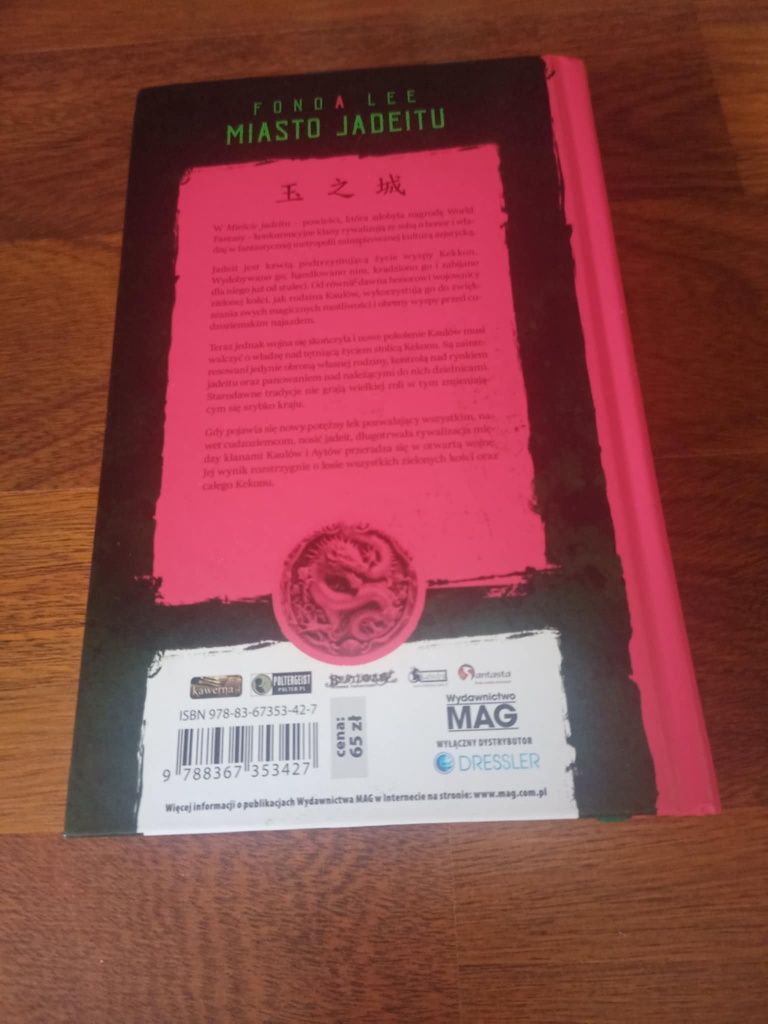 FONDA LEE
MIASTO JADEITU
玉之城
W Mieście jadeitu – powieści, która zdobyła nagrodę World
Fantasy – konkurencyjne klany rywalizują ze sobą o honor i wła-
dzę w fantastycznej metropolii zainspirowanej kulturą azjatycką.
Jadeit jest krwią podtrzymującą życie wyspy Kekkon.
Wydobywano go, handlowano nim, kradziono go i zabijano
dla niego już od stuleci. Od równie dawna honorowi wojownicy
zielonej kości, jak rodzina Kaulów, wykorzystują go do zwięk-
szania swych magicznych możliwości i obrony wyspy przed cu-
dzoziemskim najazdem.
Teraz jednak wojna się skończyła i nowe pokolenie Kaulów musi
walczyć o władzę nad tętniącą życiem stolicą Kekonu. Są zainte-
resowani jedynie obroną własnej rodziny, kontrolą nad rynkiem
jadeitu oraz panowaniem nad należącymi do nich dzielnicami.
Starodawne tradycje nie grają wielkiej roli w tym zmieniają-
cym się szybko kraju.
Gdy pojawia się nowy potężny lek pozwalający wszystkim, na-
wet cudzoziemcom, nosić jadeit, długotrwała rywalizacja mię-
dzy klanami Kaulów i Aytów przeradza się w otwartą wojnę.
Jej wynik rozstrzygnie o losie wszystkich zielonych kości oraz
całego Kekonu.
kawerna
POLTERGEIST
POLTER.PL
fantasta
ISBN 978-83-67353-42-7
9 788367 353427
cena:
65 zł
Wydawnictwo
MAG
WYŁĄCZNY DYSTRYBUTOR
DRESSLER
Więcej informacji o publikacjach Wydawnictwa MAG w internecie na stronie: www.mag.com.pl